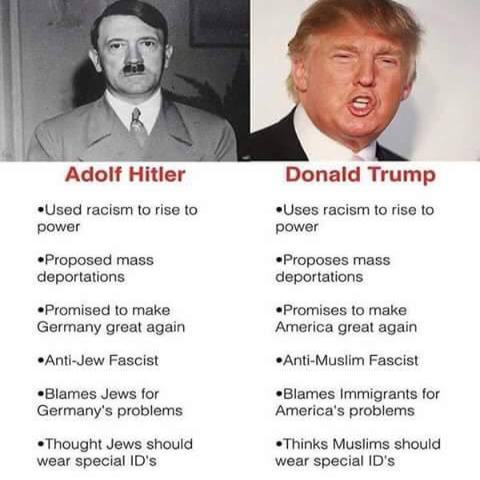 Adolf Hitler
•Used racism to rise to
power
•Proposed mass
deportations
•Promised to make
Germany great again
•Anti-Jew Fascist
•Blames Jews for
Germany's problems
•Thought Jews should
wear special ID's
Donald Trump
•Uses racism to rise to
power
•Proposes mass
deportations
•Promises to make
America great again
•Anti-Muslim Fascist
•Blames Immigrants for
America's problems
•Thinks Muslims should
wear special ID's